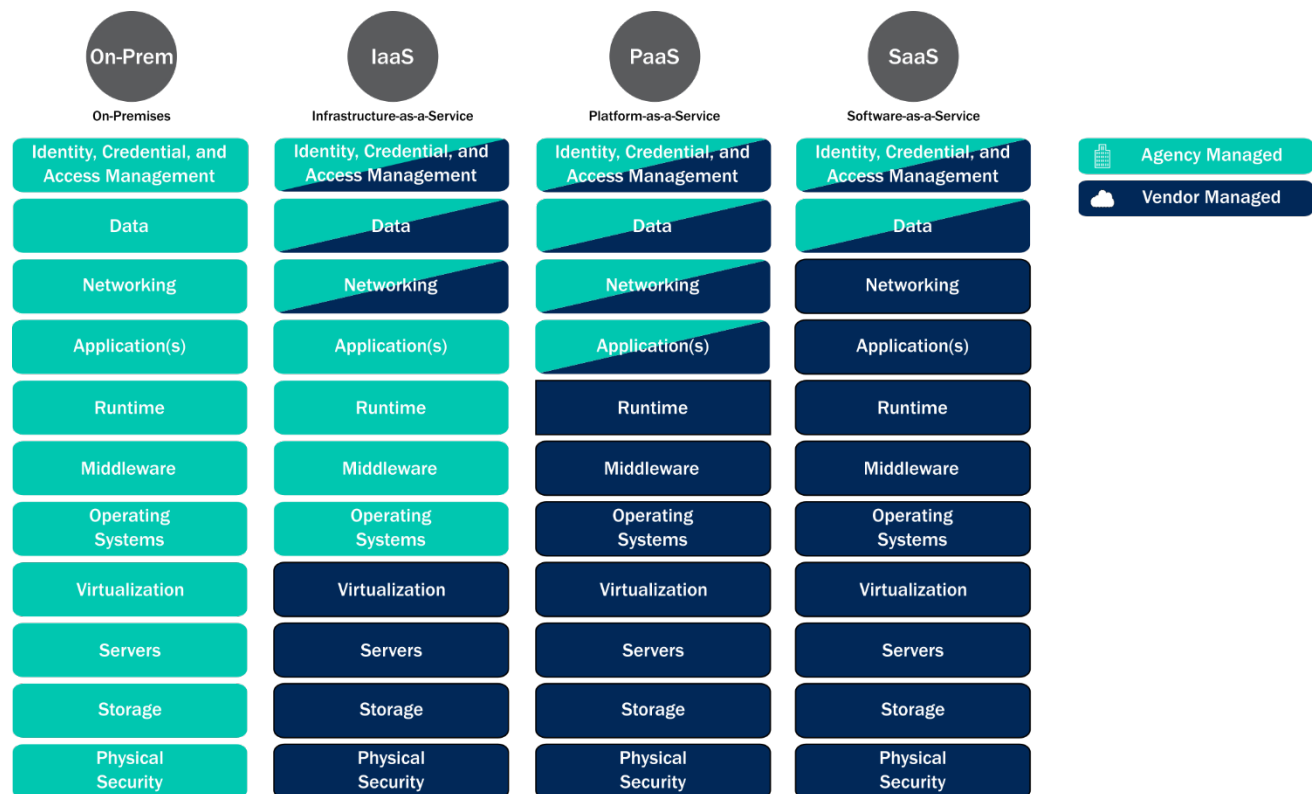 On-Prem
IaaS
PaaS
SaaS
On-Premises
Infrastructure-as-a-Service
Platform-as-a-Service
Software-as-a-Service
Identity, Credential, and
Access Management
Identity, Credential, and
Access Management
Identity, Credential, and
Access Management
Identity, Credential, and
Access Management
Agency Managed
Vendor Managed
Data
Data
Data
Data
Networking
Networking
Networking
Networking
Application(s)
Application(s)
Application(s)
Application(s)
Runtime
Runtime
Runtime
Runtime
Middleware
Middleware
Middleware
Middleware
Operating
Systems
Operating
Systems
Operating
Systems
Operating
Systems
Virtualization
Virtualization
Virtualization
Virtualization
Servers
Servers
Servers
Servers
Storage
Storage
Storage
Storage
Physical
Security
Physical
Security
Physical
Security
Physical
Security